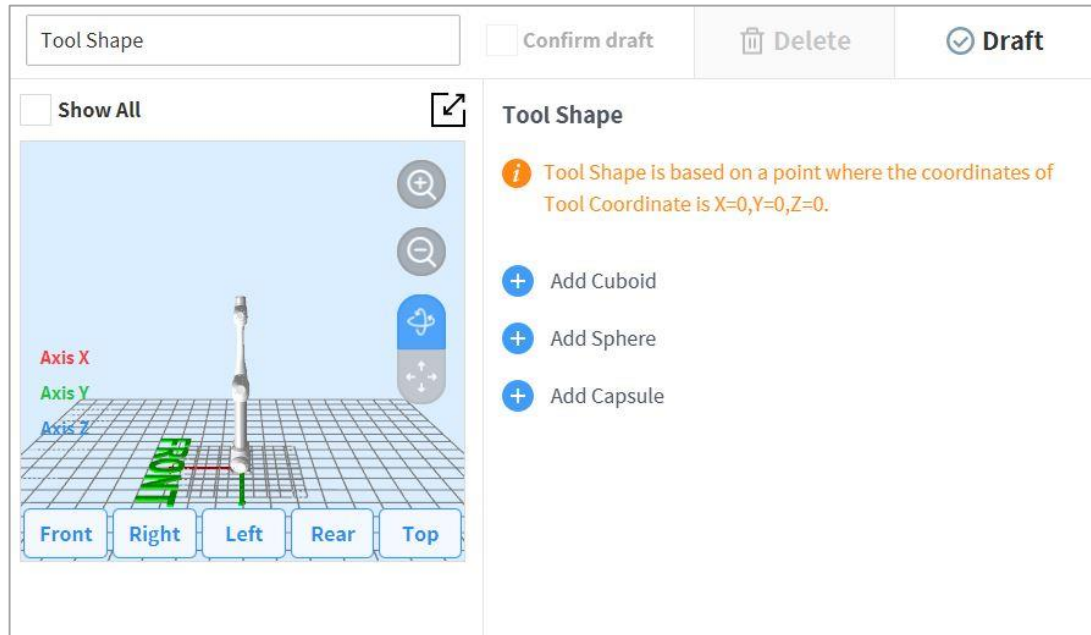 Tool Shape
Confirm draft
Delete
Draft
Show All
Axis X
Axis Y
Axis Z
FRONT
Front
Right
Left
Rear
Top
Tool Shape
Tool Shape is based on a point where the coordinates of
Tool Coordinate is X=0,Y=0,Z=0.
Add Cuboid
Add Sphere
Add Capsule